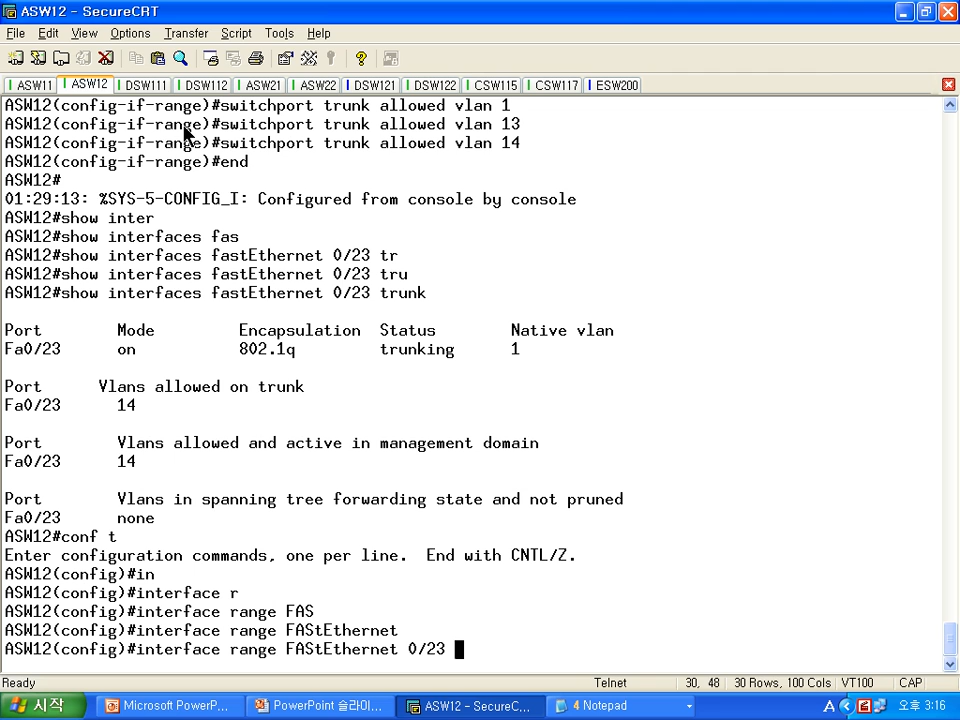 ASW12 - SecureCRT
File Edit View Options Transfer Script Tools Help
ASW11 ASW12 DSW111 DSW112 ASW21 ASW22 DSW121 DSW122 CSW115 CSW117 ESW200
ASW12(config-if-range)#switchport trunk allowed vlan 1
ASW12(config-if-range)#switchport trunk allowed vlan 13
ASW12(config-if-range)#switchport trunk allowed vlan 14
ASW12(config-if-range)#end
ASW12#
01:29:13: %SYS-5-CONFIG_I: Configured from console by console
ASW12#show inter
ASW12#show interfaces fas
ASW12#show interfaces fastEthernet 0/23 tr
ASW12#show interfaces fastEthernet 0/23 tru
ASW12#show interfaces fastEthernet 0/23 trunk
Port Mode Encapsulation Status Native vlan
Fa0/23 on 802.1q trunking 1
Port Vlans allowed on trunk
Fa0/23 14
Port Vlans allowed and active in management domain
Fa0/23 14
Port Vlans in spanning tree forwarding state and not pruned
Fa0/23 none
ASW12#conf t
Enter configuration commands, one per line. End with CNTL/Z.
ASW12(config)#in
ASW12(config)#interface r
ASW12(config)#interface range FAS
ASW12(config)#interface range FAStEthernet
ASW12(config)#interface range FAStEthernet 0/23
Ready Telnet 30, 48 30 Rows, 100 Cols VT100 CAP
시작 Microsoft PowerP... PowerPoint 슬라이... ASW12 - SecureC... 4 Notepad A 오후 3:16